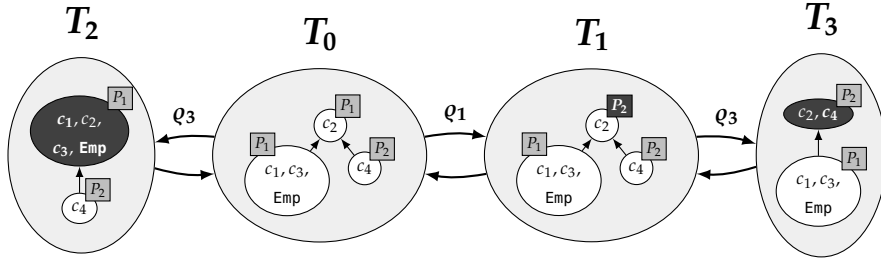 T₂ T₀ T₁ T₃
P₁
c₁, c₂,
c₃, Emp
P₂
c₄
ϱ₃
P₁
c₂
P₁
c₁, c₃,
Emp
P₂
c₄
ϱ₁
P₂
c₂
P₁
c₁, c₃,
Emp
P₂
c₄
ϱ₃
P₂
c₂, c₄
P₁
c₁, c₃,
Emp